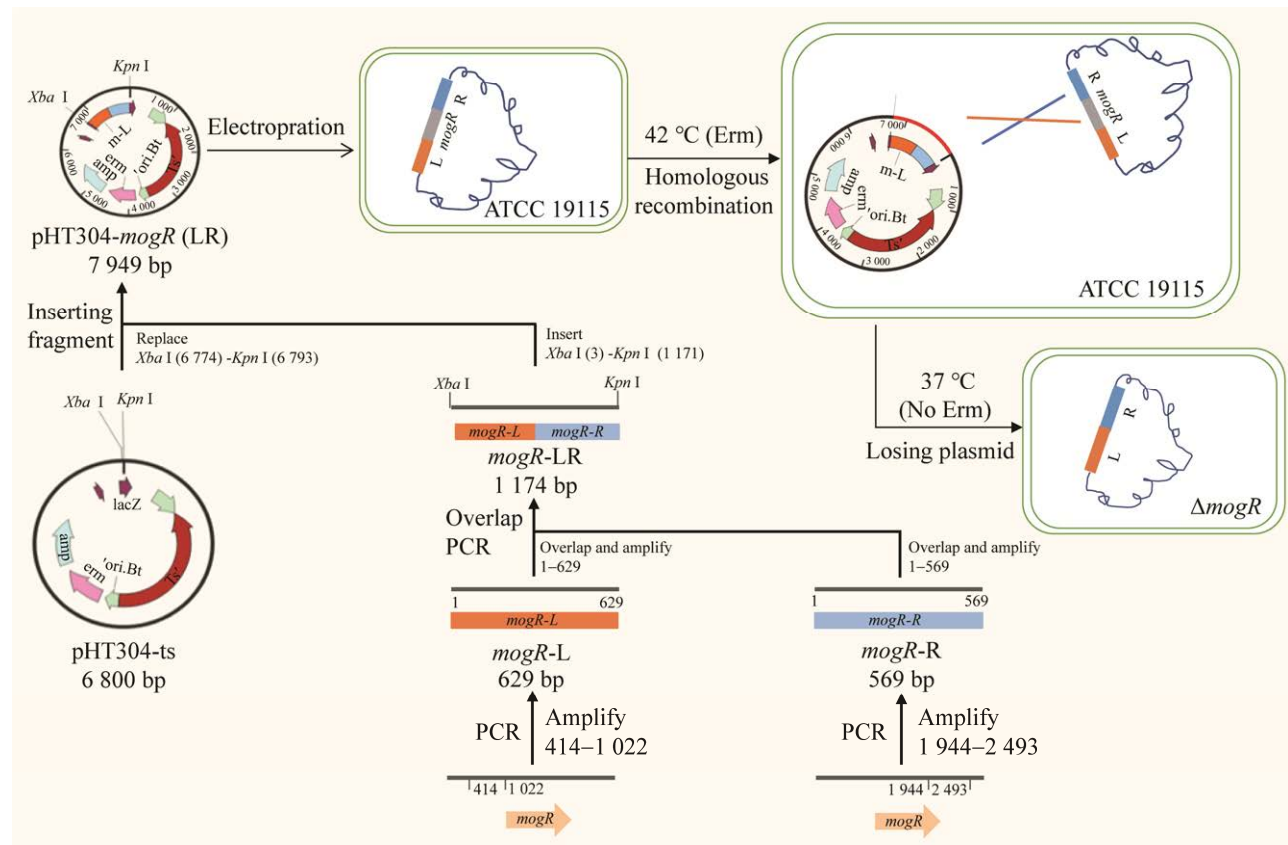 Kpn I
Xba I
7 000
1 000
2 000
3 000
4 000
5 000
6 000
m-L
erm
amp
'ori.Bt
Ts'
pHT304-mogR (LR)
7 949 bp
Electropration
L mogR R
ATCC 19115
42 °C (Erm)
Homologous
recombination
7 000
6 000
5 000
4 000
3 000
2 000
1 000
m-L
amp
erm
'ori.Bt
Ts'
R mogR L
ATCC 19115
Inserting
fragment
Replace
Xba I (6 774) -Kpn I (6 793)
Insert
Xba I (3) -Kpn I (1 171)
37 °C
(No Erm)
Losing plasmid
L R
ΔmogR
Xba I
Kpn I
mogR-L mogR-R
mogR-LR
1 174 bp
Xba I Kpn I
lacZ
amp
erm
'ori.Bt
Ts'
pHT304-ts
6 800 bp
Overlap
PCR
Overlap and amplify
1–629
Overlap and amplify
1–569
1 629
mogR-L
mogR-L
629 bp
1 569
mogR-R
mogR-R
569 bp
PCR
Amplify
414–1 022
PCR
Amplify
1 944–2 493
414 1 022
mogR
1 944 2 493
mogR